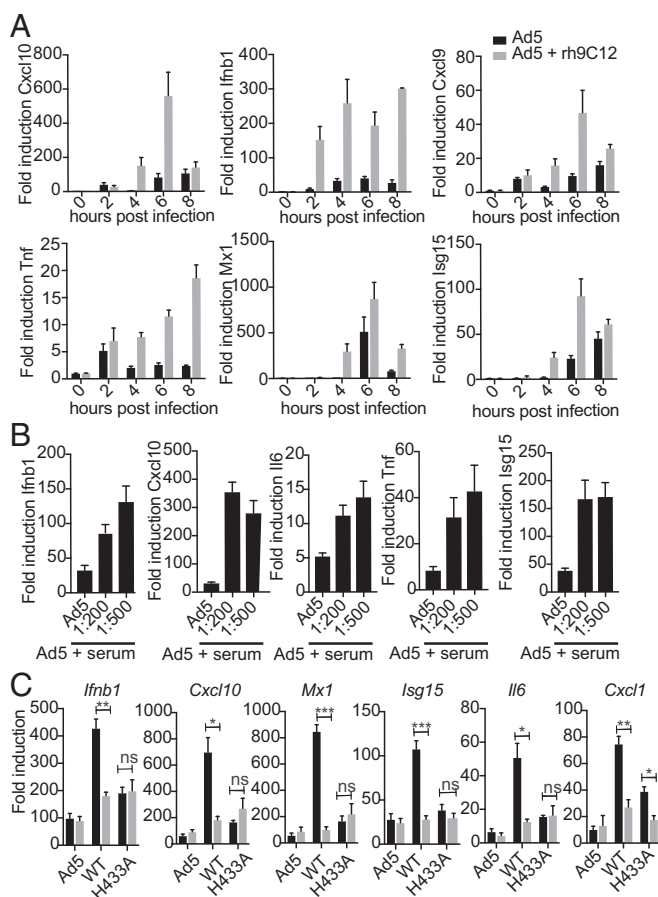 A
Ad5
Ad5 + rh9C12
Fold induction Cxcl10
800
600
400
200
0
0 2 4 6 8
hours post infection
Fold induction Ifnb1
400
300
200
100
0
0 2 4 6 8
hours post infection
Fold induction Cxcl9
80
60
40
20
0
0 2 4 6 8
hours post infection
Fold induction Tnf
25
20
15
10
5
0
0 2 4 6 8
hours post infection
Fold induction Mx1
1500
1000
500
0
0 2 4 6 8
hours post infection
Fold induction Isg15
150
100
50
0
0 2 4 6 8
hours post infection
B
Fold induction Ifnb1
200
150
100
50
0
Ad5 1:200 1:500
Ad5 + serum
Fold induction Cxcl10
500
400
300
200
100
0
Ad5 1:200 1:500
Ad5 + serum
Fold induction Il6
20
15
10
5
0
Ad5 1:200 1:500
Ad5 + serum
Fold induction Tnf
60
40
20
0
Ad5 1:200 1:500
Ad5 + serum
Fold induction Isg15
250
200
150
100
50
0
Ad5 1:200 1:500
Ad5 + serum
C
Fold induction
Ifnb1
500
400
300
200
100
0
**
ns
Ad5 WT H433A
Cxcl10
1000
800
600
400
200
0
*
ns
Ad5 WT H433A
Mx1
1000
800
600
400
200
0
***
ns
Ad5 WT H433A
Isg15
150
100
50
0
***
ns
Ad5 WT H433A
Il6
80
60
40
20
0
*
ns
Ad5 WT H433A
Cxcl1
100
80
60
40
20
0
**
*
Ad5 WT H433A